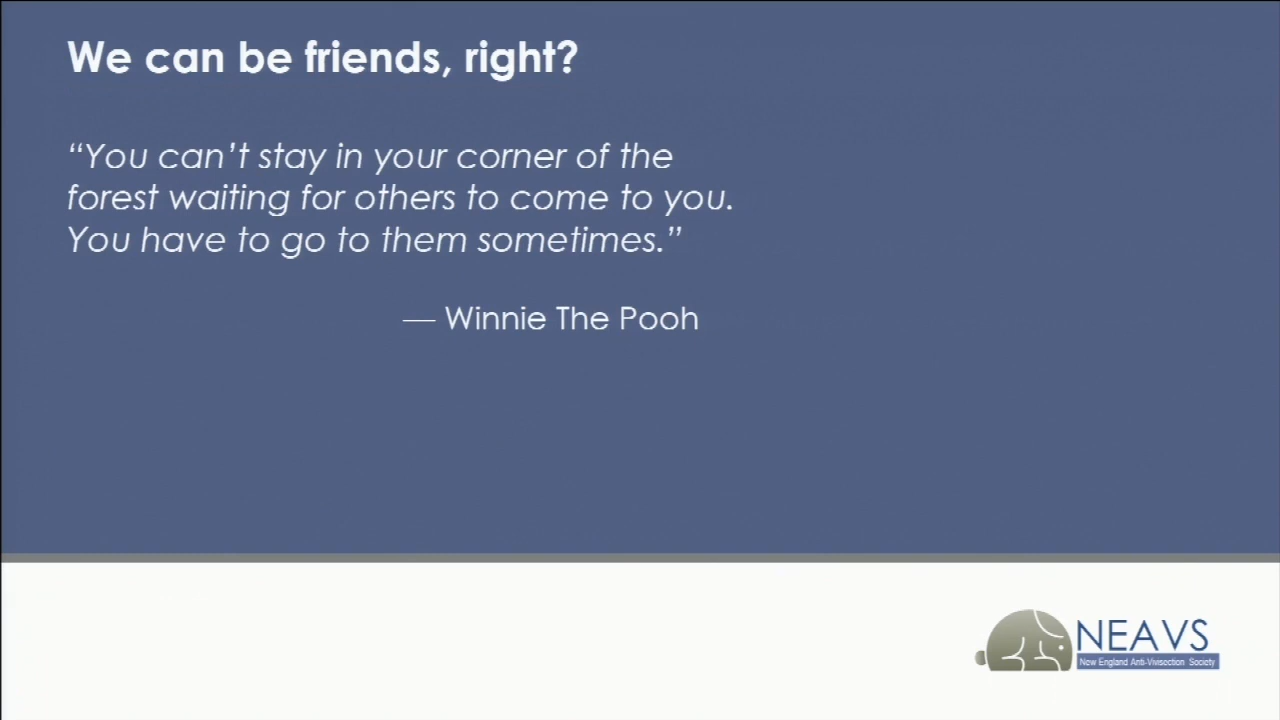 We can be friends, right?
“You can’t stay in your corner of the
forest waiting for others to come to you.
You have to go to them sometimes.”
— Winnie The Pooh
NEAVS
New England Anti-Vivisection Society